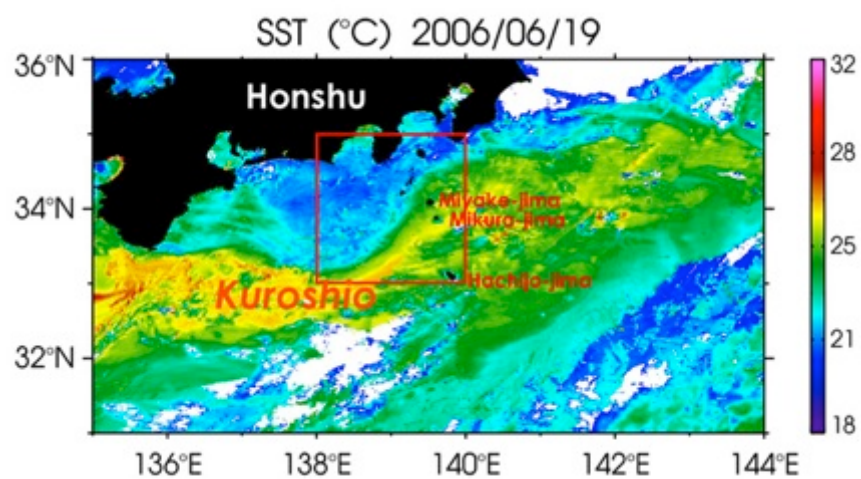 SST (°C) 2006/06/19
36°N
34°N
32°N
Honshu
Miyake-jima
Mikura-jima
Hachijo-jima
Kuroshio
136°E 138°E 140°E 142°E 144°E
32
28
25
21
18